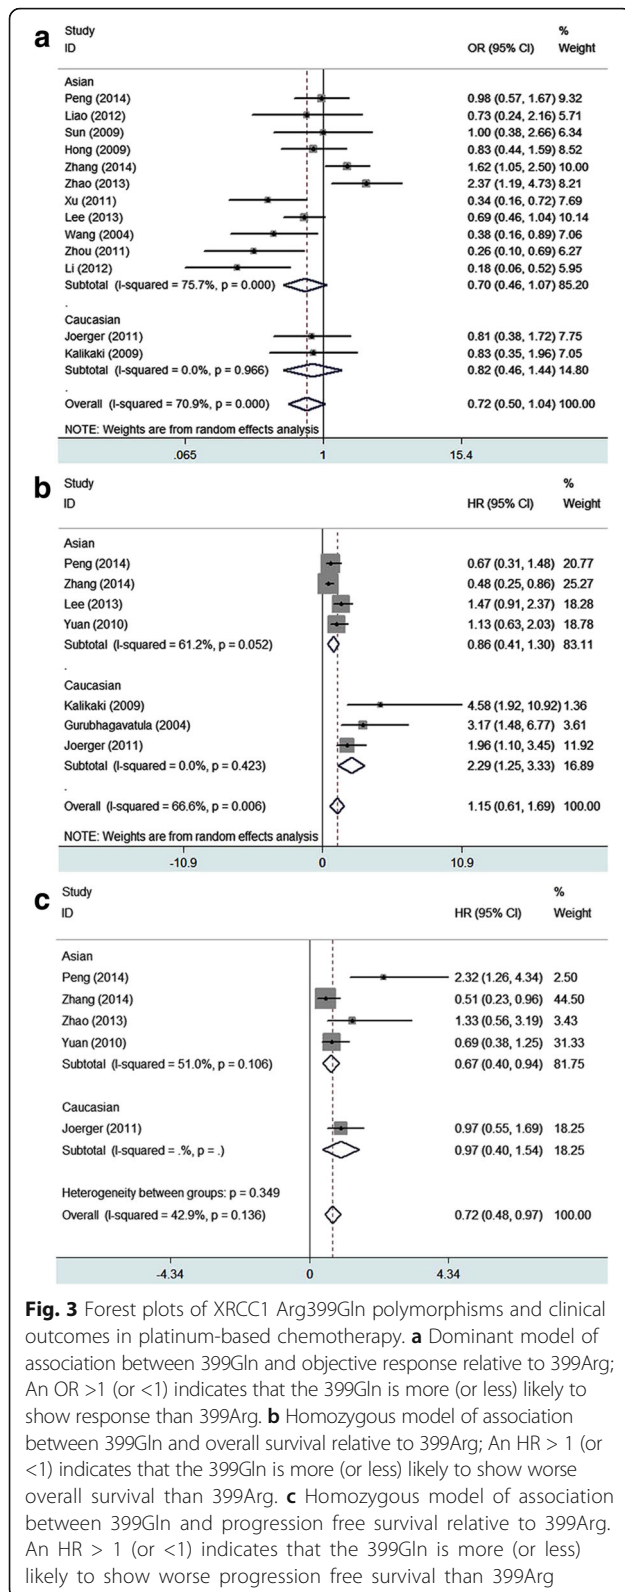 a
Study %
ID OR (95% CI) Weight
Asian
Peng (2014) 0.98 (0.57, 1.67) 9.32
Liao (2012) 0.73 (0.24, 2.16) 5.71
Sun (2009) 1.00 (0.38, 2.66) 6.34
Hong (2009) 0.83 (0.44, 1.59) 8.52
Zhang (2014) 1.62 (1.05, 2.50) 10.00
Zhao (2013) 2.37 (1.19, 4.73) 8.21
Xu (2011) 0.34 (0.16, 0.72) 7.69
Lee (2013) 0.69 (0.46, 1.04) 10.14
Wang (2004) 0.38 (0.16, 0.89) 7.06
Zhou (2011) 0.26 (0.10, 0.69) 6.27
Li (2012) 0.18 (0.06, 0.52) 5.95
Subtotal (I-squared = 75.7%, p = 0.000) 0.70 (0.46, 1.07) 85.20
.
Caucasian
Joerger (2011) 0.81 (0.38, 1.72) 7.75
Kalikaki (2009) 0.83 (0.35, 1.96) 7.05
Subtotal (I-squared = 0.0%, p = 0.966) 0.82 (0.46, 1.44) 14.80
.
Overall (I-squared = 70.9%, p = 0.000) 0.72 (0.50, 1.04) 100.00
NOTE: Weights are from random effects analysis
.065 1 15.4
b
Study %
ID HR (95% CI) Weight
Asian
Peng (2014) 0.67 (0.31, 1.48) 20.77
Zhang (2014) 0.48 (0.25, 0.86) 25.27
Lee (2013) 1.47 (0.91, 2.37) 18.28
Yuan (2010) 1.13 (0.63, 2.03) 18.78
Subtotal (I-squared = 61.2%, p = 0.052) 0.86 (0.41, 1.30) 83.11
.
Caucasian
Kalikaki (2009) 4.58 (1.92, 10.92) 1.36
Gurubhagavatula (2004) 3.17 (1.48, 6.77) 3.61
Joerger (2011) 1.96 (1.10, 3.45) 11.92
Subtotal (I-squared = 0.0%, p = 0.423) 2.29 (1.25, 3.33) 16.89
.
Overall (I-squared = 66.6%, p = 0.006) 1.15 (0.61, 1.69) 100.00
NOTE: Weights are from random effects analysis
-10.9 0 10.9
c
Study %
ID HR (95% CI) Weight
Asian
Peng (2014) 2.32 (1.26, 4.34) 2.50
Zhang (2014) 0.51 (0.23, 0.96) 44.50
Zhao (2013) 1.33 (0.56, 3.19) 3.43
Yuan (2010) 0.69 (0.38, 1.25) 31.33
Subtotal (I-squared = 51.0%, p = 0.106) 0.67 (0.40, 0.94) 81.75
Caucasian
Joerger (2011) 0.97 (0.55, 1.69) 18.25
Subtotal (I-squared = .%, p = .) 0.97 (0.40, 1.54) 18.25
Heterogeneity between groups: p = 0.349
Overall (I-squared = 42.9%, p = 0.136) 0.72 (0.48, 0.97) 100.00
-4.34 0 4.34
Fig. 3 Forest plots of XRCC1 Arg399Gln polymorphisms and clinical
outcomes in platinum-based chemotherapy. a Dominant model of
association between 399Gln and objective response relative to 399Arg;
An OR >1 (or <1) indicates that the 399Gln is more (or less) likely to
show response than 399Arg. b Homozygous model of association
between 399Gln and overall survival relative to 399Arg; An HR > 1 (or
<1) indicates that the 399Gln is more (or less) likely to show worse
overall survival than 399Arg. c Homozygous model of association
between 399Gln and progression free survival relative to 399Arg.
An HR > 1 (or <1) indicates that the 399Gln is more (or less)
likely to show worse progression free survival than 399Arg